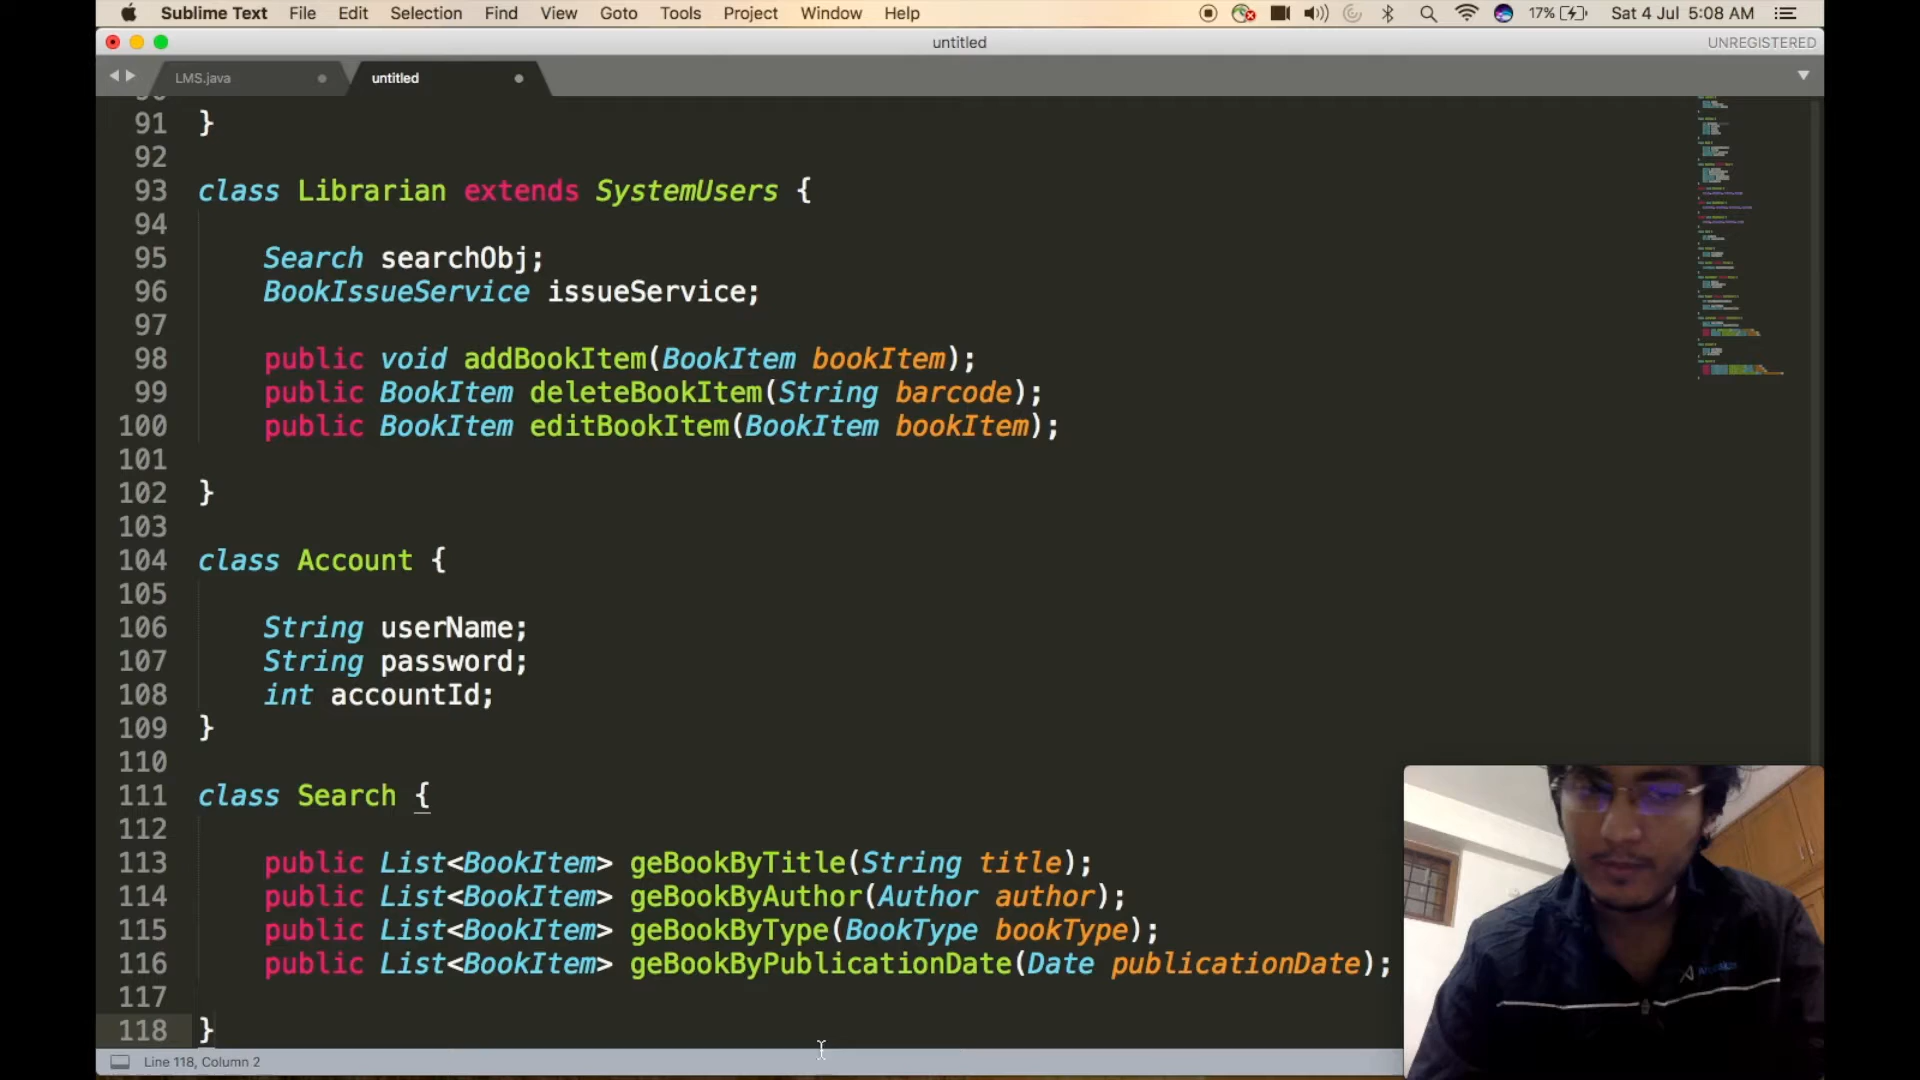 Sublime Text File Edit Selection Find View Goto Tools Project Window Help 17% Sat 4 Jul 5:08 AM
untitled UNREGISTERED
LMS.java untitled
91 }
92
93 class Librarian extends SystemUsers {
94
95 Search searchObj;
96 BookIssueService issueService;
97
98 public void addBookItem(BookItem bookItem);
99 public BookItem deleteBookItem(String barcode);
100 public BookItem editBookItem(BookItem bookItem);
101
102 }
103
104 class Account {
105
106 String userName;
107 String password;
108 int accountId;
109 }
110
111 class Search {
112
113 public List<BookItem> geBookByTitle(String title);
114 public List<BookItem> geBookByAuthor(Author author);
115 public List<BookItem> geBookByType(BookType bookType);
116 public List<BookItem> geBookByPublicationDate(Date publicationDate);
117
118 }
Line 118, Column 2